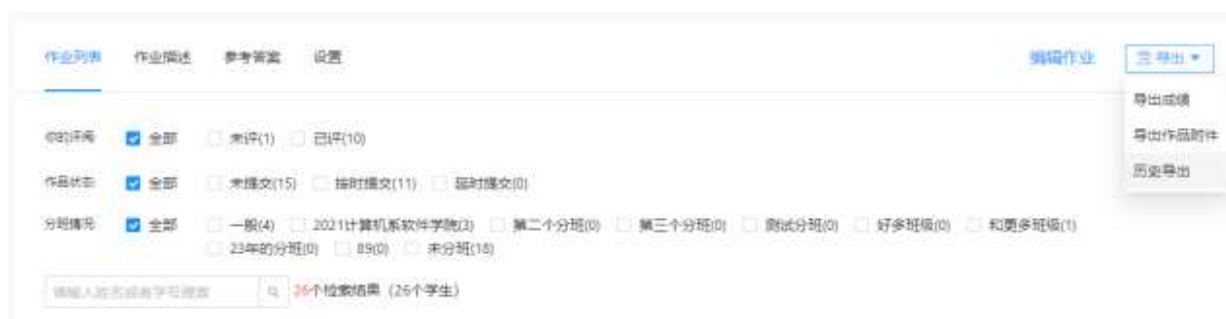 作业列表 作业描述 参考答案 设置 编辑作业 导出
导出成绩
导出作品附件
历史导出
你的评阅 全部 未评(1) 已评(10)
作品状态 全部 未提交(15) 按时提交(11) 延时提交(0)
分班情况 全部 一般(4) 2021计算机系软件学院(3) 第二个分班(0) 第三个分班(0) 测试分班(0) 好多班级(0) 和更多班级(1)
23年的分班(0) 89(0) 未分班(18)
请输入姓名或者学号搜索 26个检索结果（26个学生）